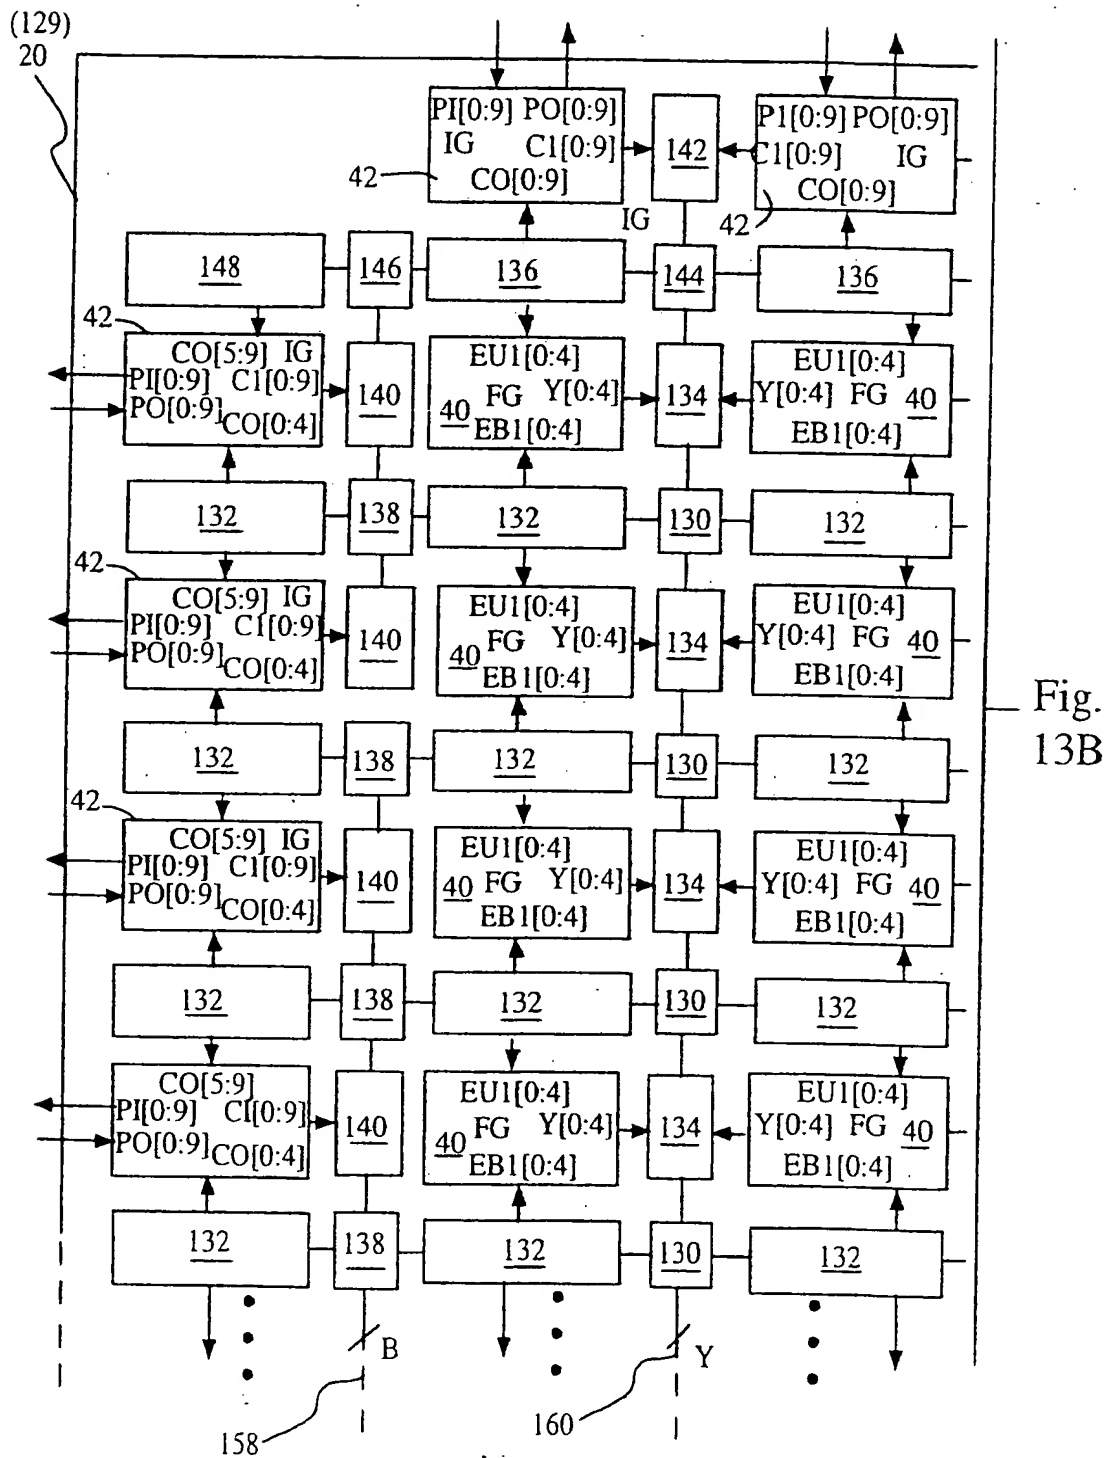 (129)
20
PI[0:9] PO[0:9]
IG C1[0:9]
CO[0:9]
42
142
P1[0:9] PO[0:9]
C1[0:9] IG
CO[0:9]
42
IG
148
146
136
144
136
42
CO[5:9] IG
PI[0:9] C1[0:9]
PO[0:9]
CO[0:4]
140
EU1[0:4]
FG Y[0:4]
40
EB1[0:4]
134
EU1[0:4]
Y[0:4] FG 40
EB1[0:4]
132
138
132
130
132
42
CO[5:9] IG
PI[0:9] C1[0:9]
PO[0:9]
CO[0:4]
140
EU1[0:4]
FG Y[0:4]
40
EB1[0:4]
134
EU1[0:4]
Y[0:4] FG 40
EB1[0:4]
Fig.
13B
132
138
132
130
132
42
CO[5:9] IG
PI[0:9] C1[0:9]
PO[0:9]
CO[0:4]
140
EU1[0:4]
40 FG Y[0:4]
EB1[0:4]
134
EU1[0:4]
Y[0:4] FG 40
EB1[0:4]
132
138
132
130
132
CO[5:9]
PI[0:9] CI[0:9]
PO[0:9] CO[0:4]
140
EU1[0:4]
40 FG Y[0:4]
EB1[0:4]
134
EU1[0:4]
Y[0:4] FG 40
EB1[0:4]
132
138
132
130
132
B
Y
158
160